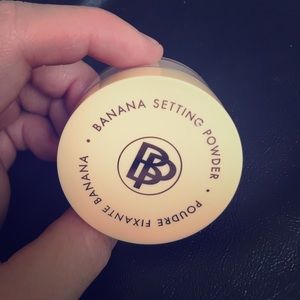 • BANANA SETTING POWDER •
POUDRE FIXANTE BANANA
BP